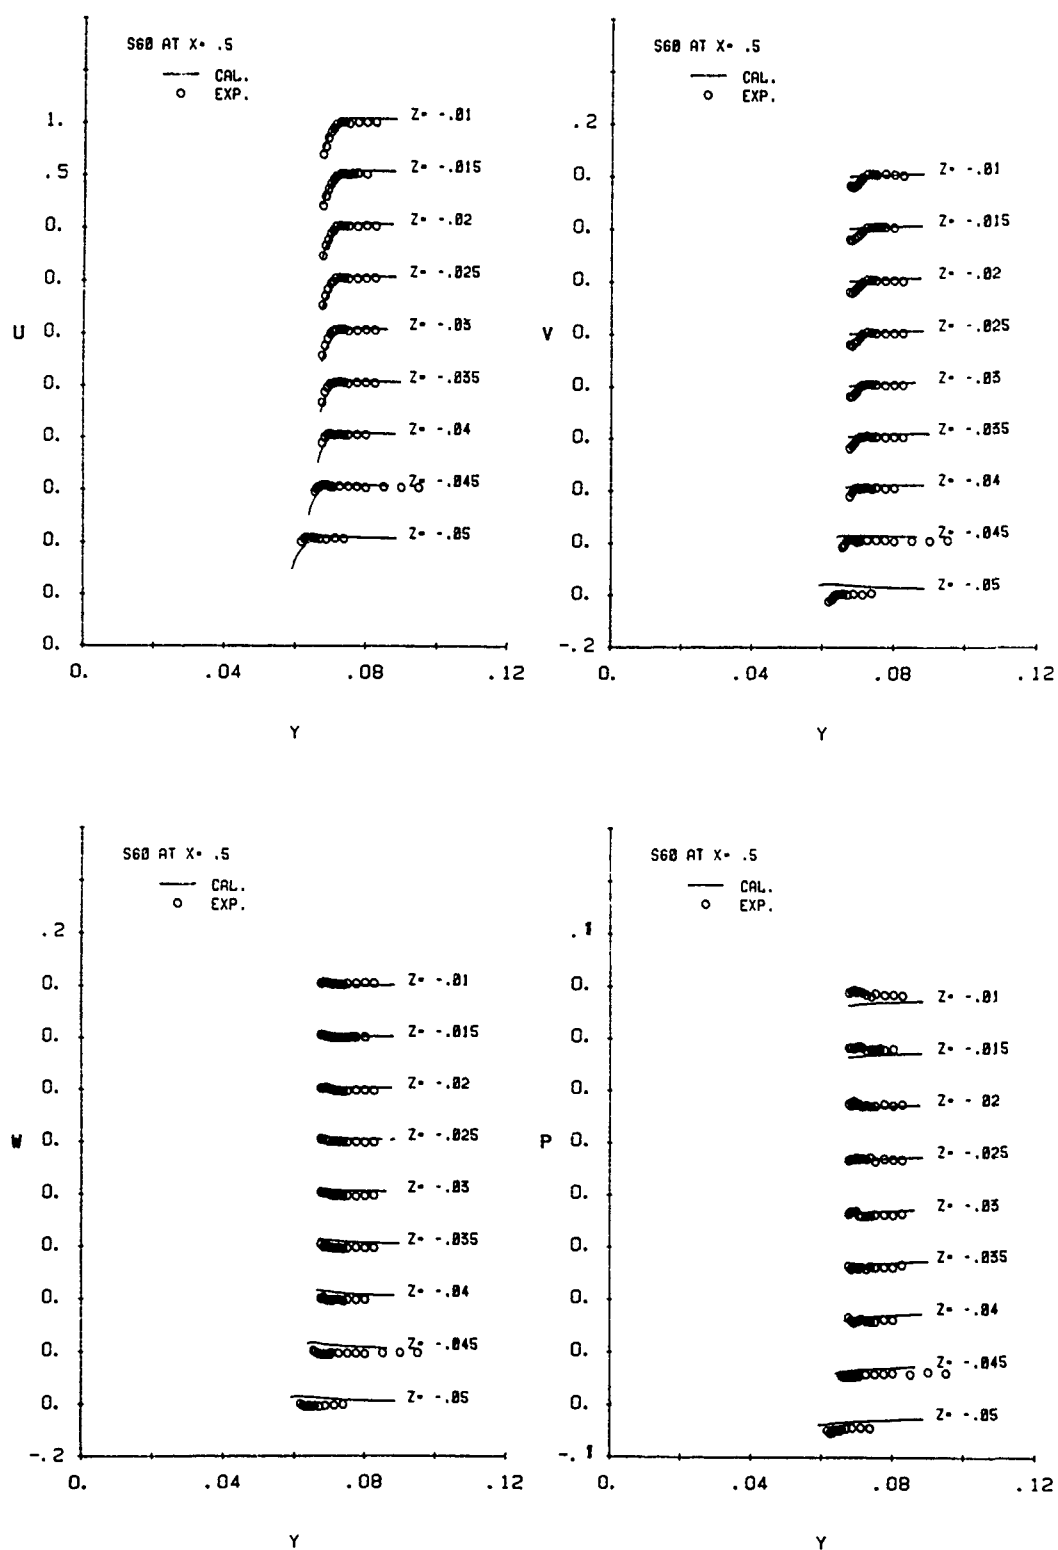 S60 AT X= .5
CAL.
EXP.
1.
.5
0.
0.
0.
0.
0.
0.
0.
0.
0.
U
Z= -.01
Z= -.015
Z= -.02
Z= -.025
Z= -.03
Z= -.035
Z= -.04
Z= -.045
Z= -.05
0. .04 .08 .12
Y
S60 AT X= .5
CAL.
EXP.
.2
0.
0.
0.
0.
0.
0.
0.
0.
0.
-.2
V
Z= -.01
Z= -.015
Z= -.02
Z= -.025
Z= -.03
Z= -.035
Z= -.04
Z= -.045
Z= -.05
0. .04 .08 .12
Y
S60 AT X= .5
CAL.
EXP.
.2
0.
0.
0.
0.
0.
0.
0.
0.
0.
-.2
W
Z= -.01
Z= -.015
Z= -.02
Z= -.025
Z= -.03
Z= -.035
Z= -.04
Z= -.045
Z= -.05
0. .04 .08 .12
Y
S60 AT X= .5
CAL.
EXP.
.1
0.
0.
0.
0.
0.
0.
0.
0.
0.
-.1
P
Z= -.01
Z= -.015
Z= -.02
Z= -.025
Z= -.03
Z= -.035
Z= -.04
Z= -.045
Z= -.05
0. .04 .08 .12
Y